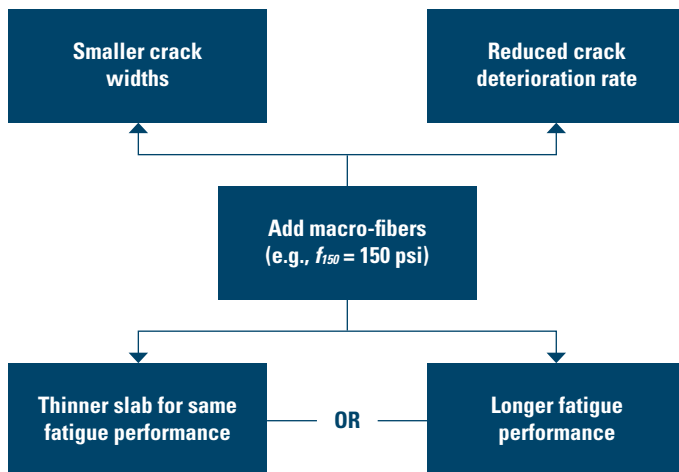 Smaller crack
widths
Reduced crack
deterioration rate
Add macro-fibers
(e.g., f150 = 150 psi)
Thinner slab for same
fatigue performance
OR
Longer fatigue
performance